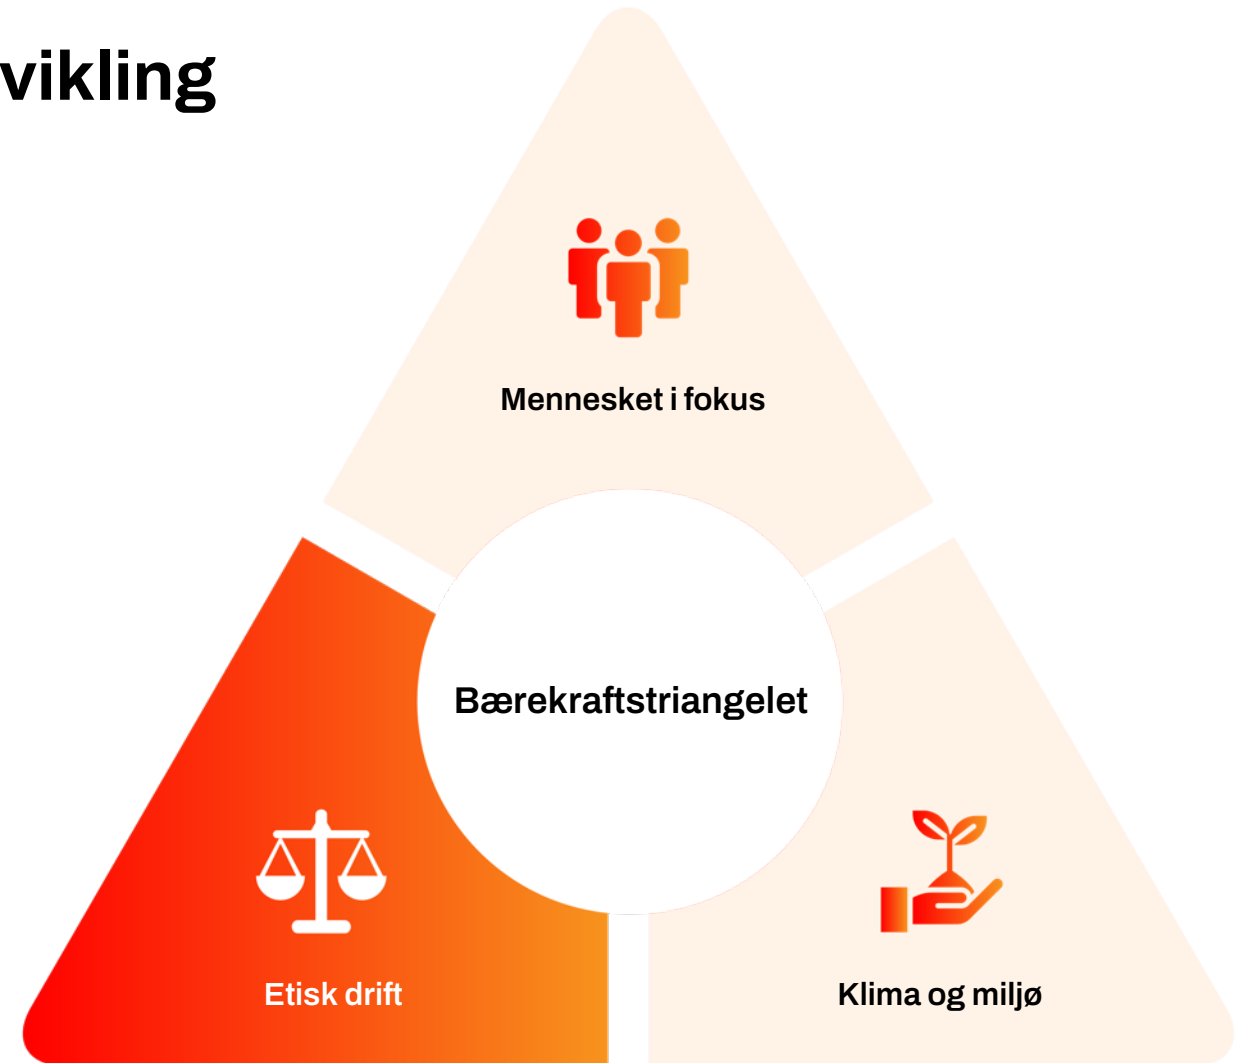 vikling
Mennesket i fokus
Bærekraftstriangelet
Etisk drift
Klima og miljø